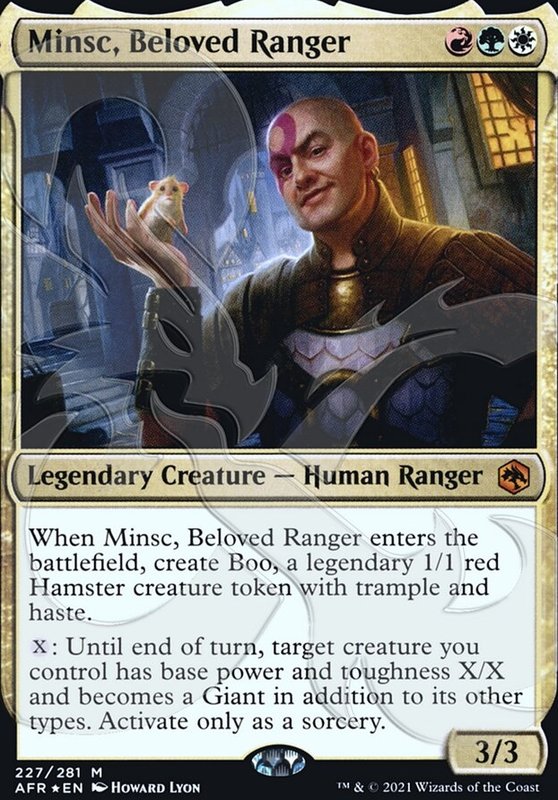 Minsc, Beloved Ranger
Legendary Creature — Human Ranger
When Minsc, Beloved Ranger enters the
battlefield, create Boo, a legendary 1/1 red
Hamster creature token with trample and
haste.
X: Until end of turn, target creature you
control has base power and toughness X/X
and becomes a Giant in addition to its other
types. Activate only as a sorcery.
3/3
227/281 M
AFR ★ EN Howard Lyon
™ & © 2021 Wizards of the Coast